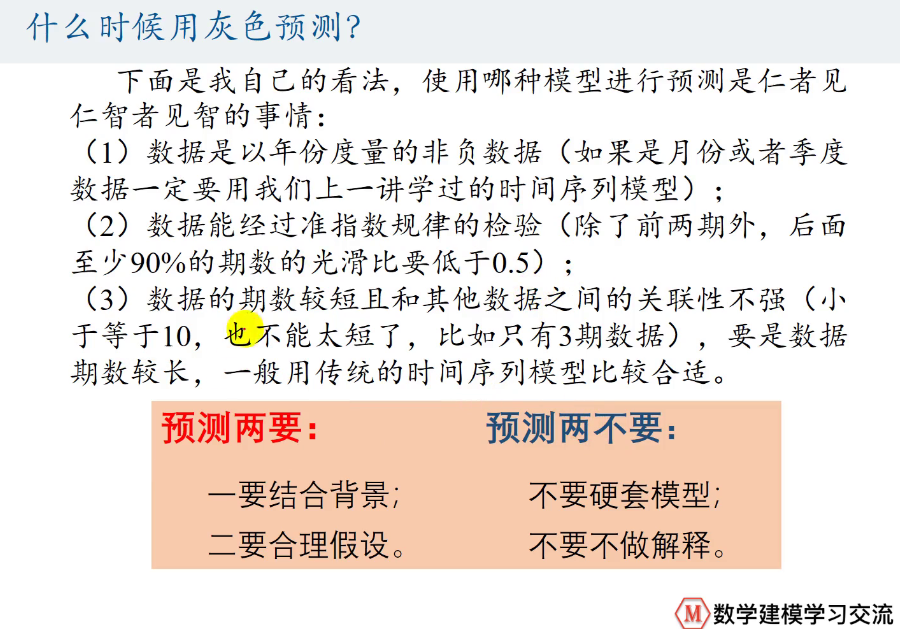 什么时候用灰色预测?
下面是我自己的看法，使用哪种模型进行预测是仁者见
仁智者见智的事情：
（1）数据是以年份度量的非负数据（如果是月份或者季度
数据一定要用我们上一讲学过的时间序列模型）；
（2）数据能经过准指数规律的检验（除了前两期外，后面
至少90%的期数的光滑比要低于0.5）；
（3）数据的期数较短且和其他数据之间的关联性不强（小
于等于10，也不能太短了，比如只有3期数据），要是数据
期数较长，一般用传统的时间序列模型比较合适。
预测两要：
一要结合背景；
二要合理假设。
预测两不要：
不要硬套模型；
不要不做解释。
M 数学建模学习交流